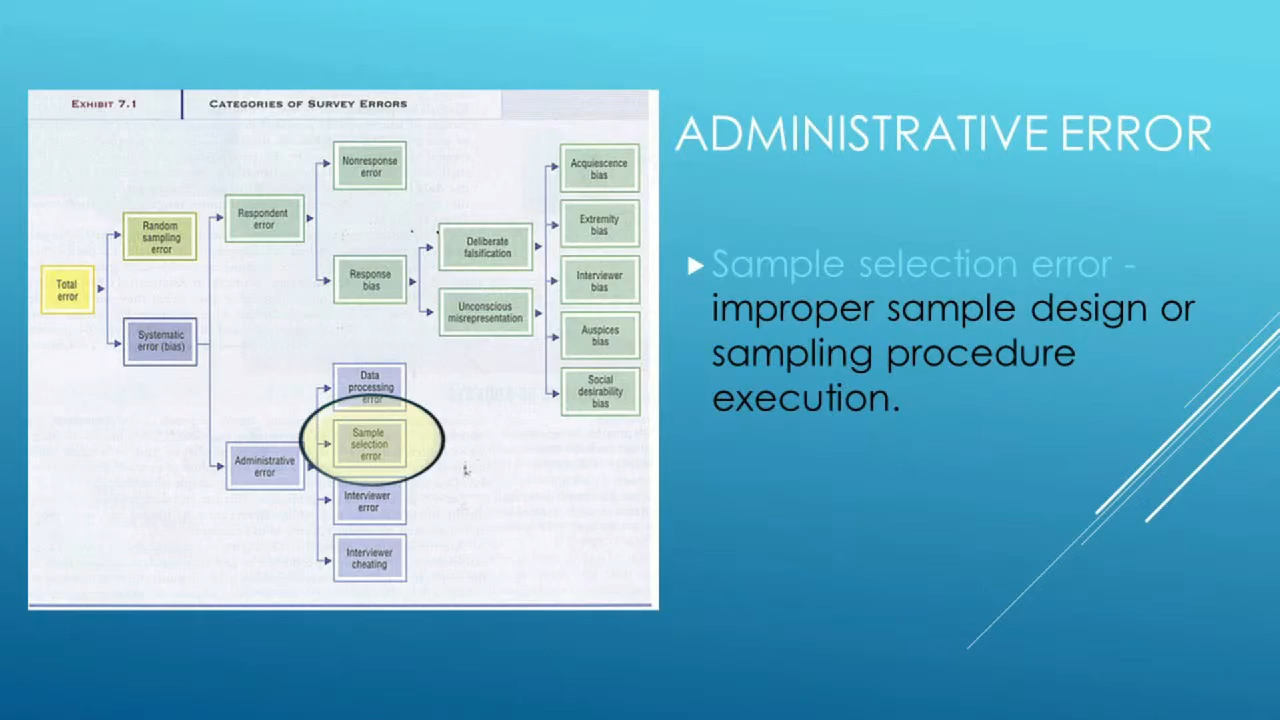 EXHIBIT 7.1
CATEGORIES OF SURVEY ERRORS
Total
error
Random
sampling
error
Systematic
error (bias)
Respondent
error
Administrative
error
Nonresponse
error
Response
bias
Data
processing
error
Sample
selection
error
Interviewer
error
Interviewer
cheating
Deliberate
falsification
Unconscious
misrepresentation
Acquiescence
bias
Extremity
bias
Interviewer
bias
Auspices
bias
Social
desirability
bias
ADMINISTRATIVE ERROR
Sample selection error -
improper sample design or
sampling procedure
execution.